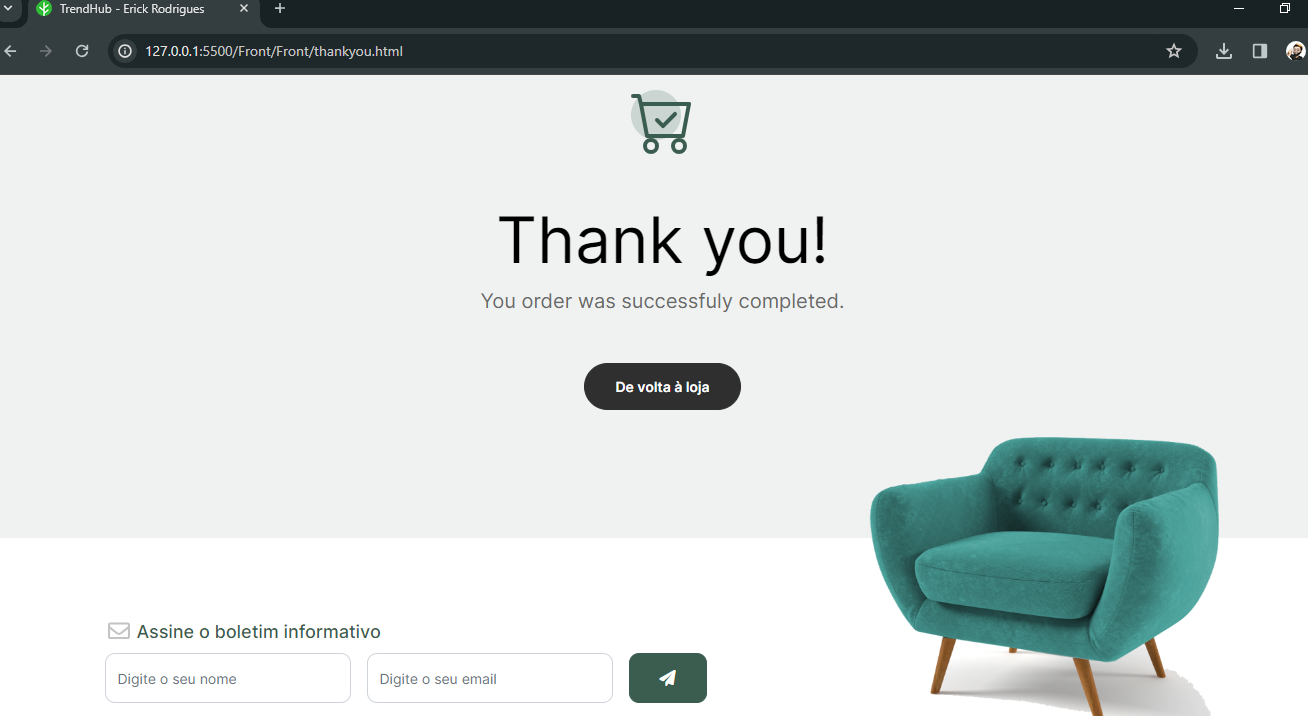 TrendHub - Erick Rodrigues
127.0.0.1:5500/Front/Front/thankyou.html
Thank you!
You order was successfuly completed.
De volta à loja
Assine o boletim informativo
Digite o seu nome
Digite o seu email